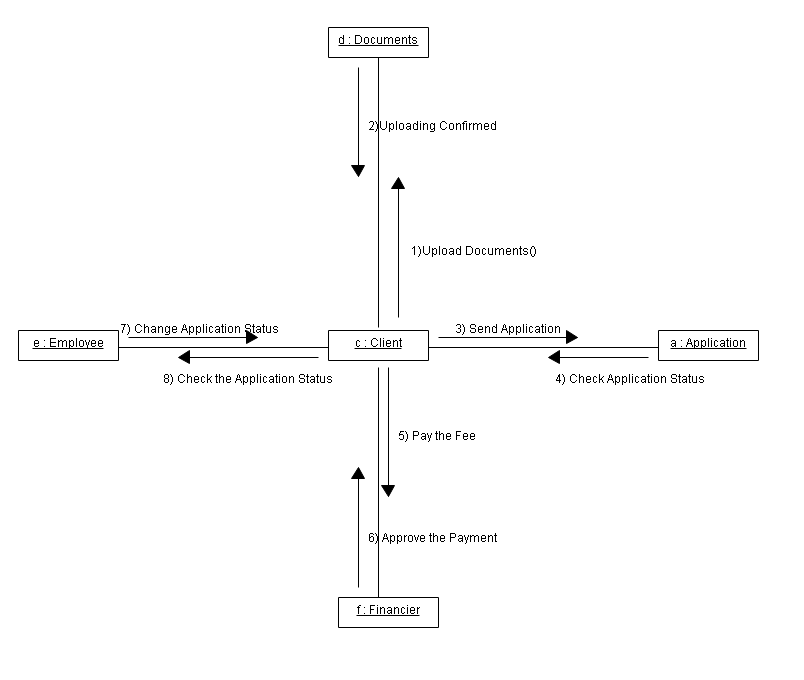 d : Documents
2)Uploading Confirmed
1)Upload Documents()
7) Change Application Status
3) Send Application
e : Employee
c : Client
a : Application
8) Check the Application Status
4) Check Application Status
5) Pay the Fee
6) Approve the Payment
f : Financier